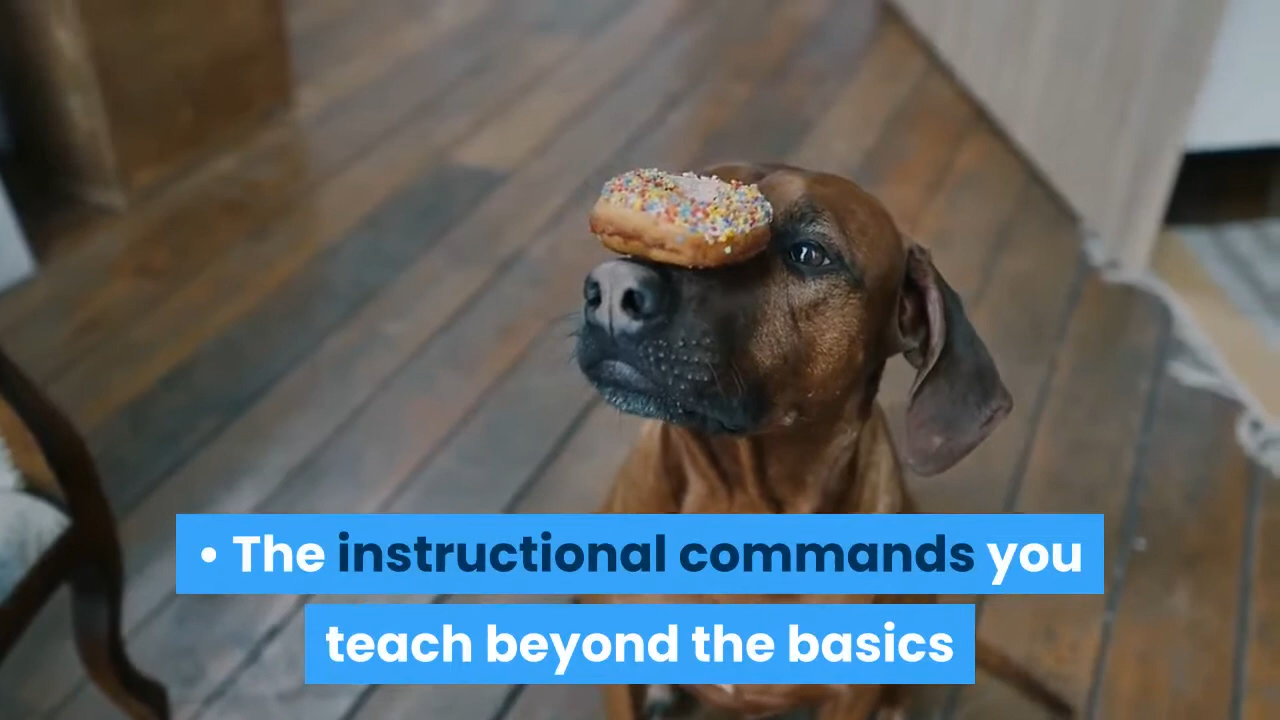 • The instructional commands you
teach beyond the basics